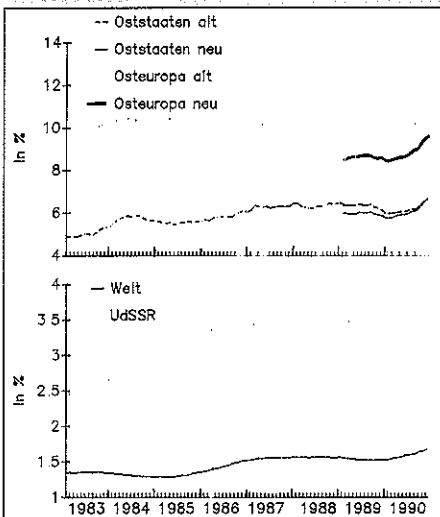 Oststaaten alt
Oststaaten neu
Osteuropa alt
Osteuropa neu
14
12
10
8
6
4
In %
Welt
UdSSR
4
3 5
3
2.5
2
1.5
1
In %
1983 1984 1985 1986 1987 1988 1989 1990